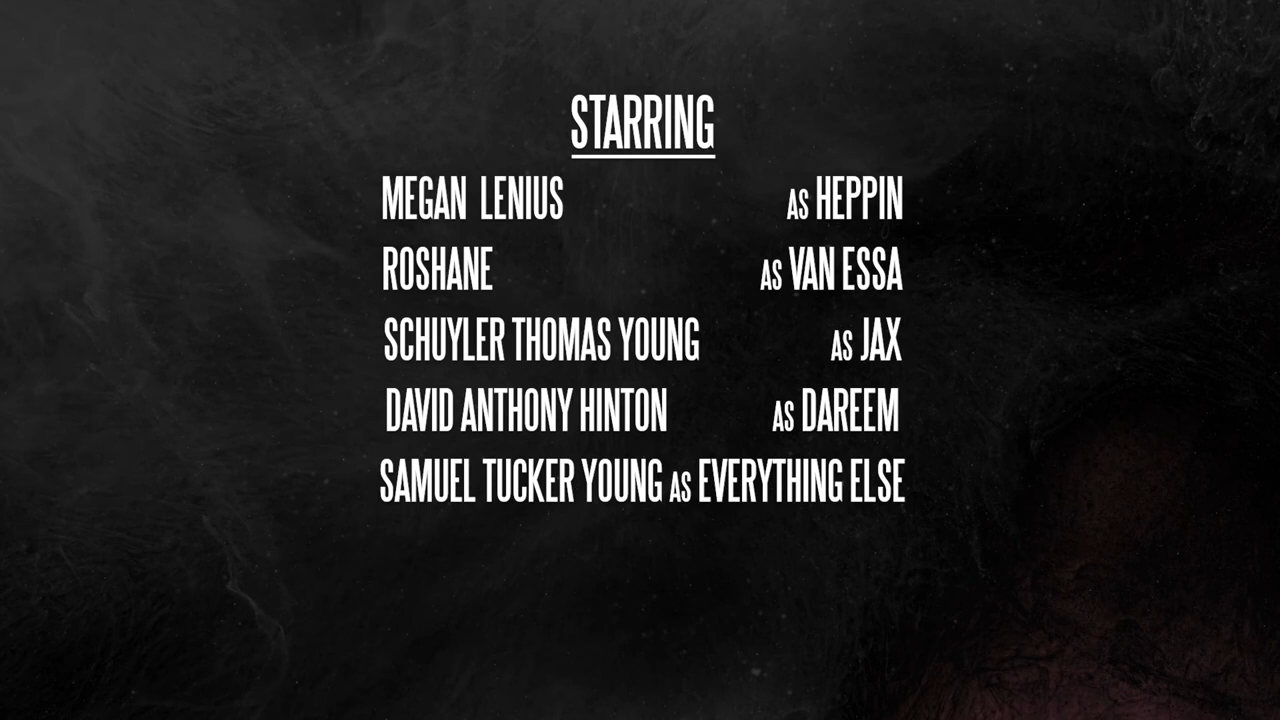 STARRING
MEGAN LENIUS AS HEPPIN
ROSHANE AS VAN ESSA
SCHUYLER THOMAS YOUNG AS JAX
DAVID ANTHONY HINTON AS DAREEM
SAMUEL TUCKER YOUNG AS EVERYTHING ELSE